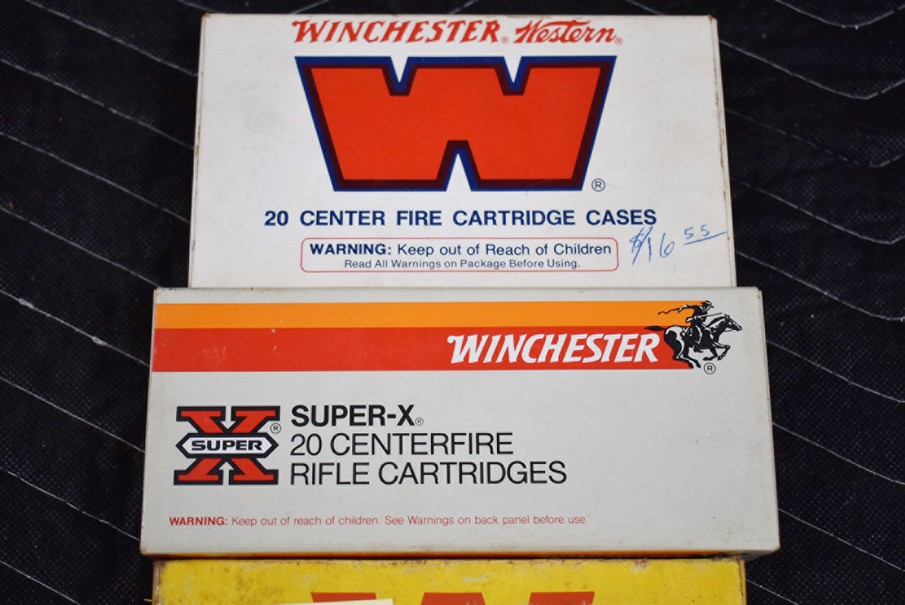 WINCHESTER® Western®
W®
20 CENTER FIRE CARTRIDGE CASES
WARNING: Keep out of Reach of Children
Read All Warnings on Package Before Using.
$16 55
WINCHESTER®
X SUPER®
SUPER-X®
20 CENTERFIRE
RIFLE CARTRIDGES
WARNING: Keep out of reach of children. See Warnings on back panel before use.
W